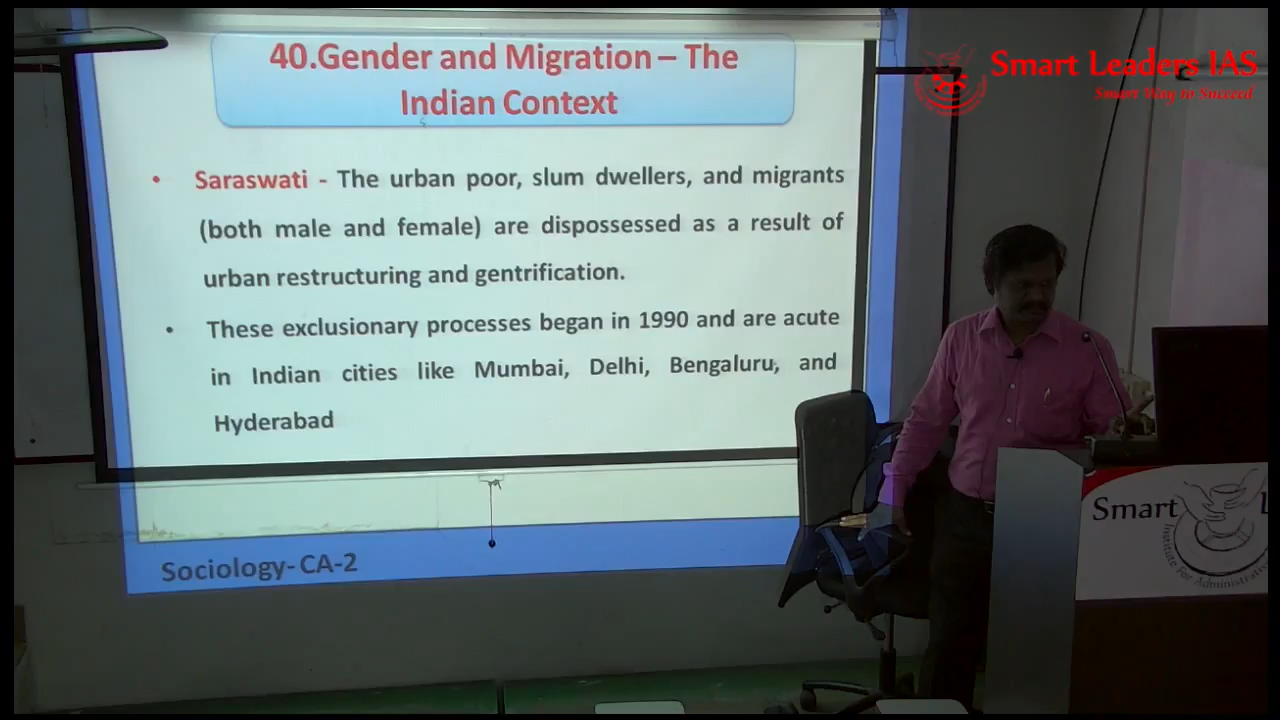 40.Gender and Migration – The
Indian Context
• Saraswati - The urban poor, slum dwellers, and migrants
(both male and female) are dispossessed as a result of
urban restructuring and gentrification.
• These exclusionary processes began in 1990 and are acute
in Indian cities like Mumbai, Delhi, Bengaluru, and
Hyderabad
Sociology- CA-2
Smart Leaders IAS
Smart Way to Succeed
Smart L
Institute For Administrati